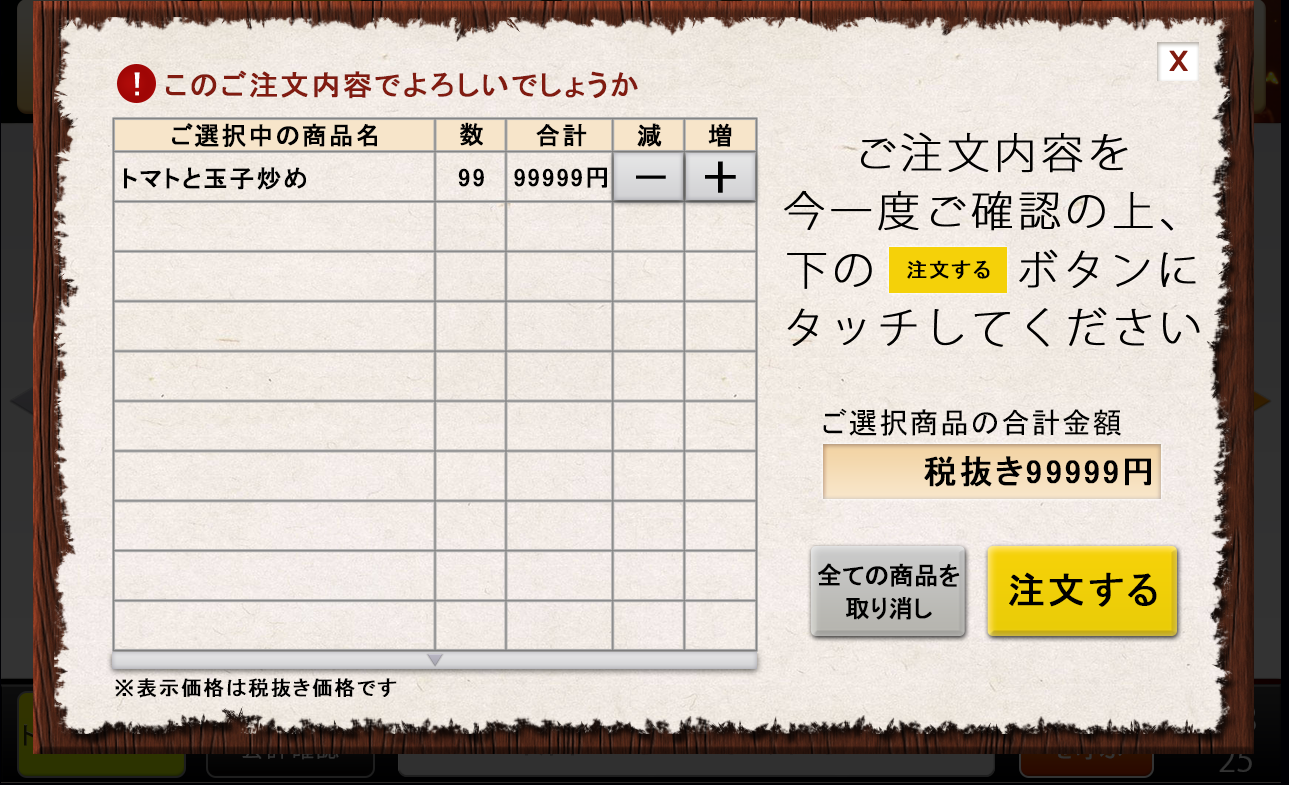 ! このご注文内容でよろしいでしょうか
X
ご選択中の商品名 数 合計 減 増
トマトと玉子炒め 99 99999円 － ＋
※表示価格は税抜き価格です
ご注文内容を
今一度ご確認の上、
下の 注文する ボタンに
タッチしてください
ご選択商品の合計金額
税抜き99999円
全ての商品を
取り消し
注文する
25